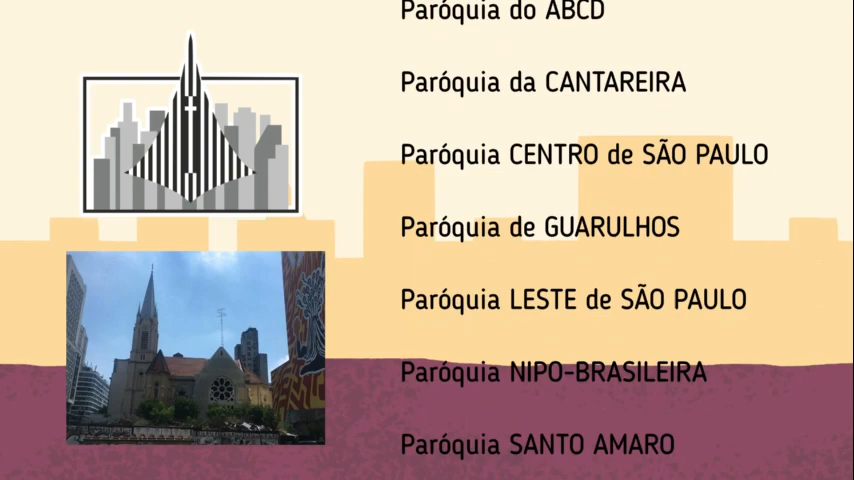 Paróquia do ABCD
Paróquia da CANTAREIRA
Paróquia CENTRO de SÃO PAULO
Paróquia de GUARULHOS
Paróquia LESTE de SÃO PAULO
Paróquia NIPO-BRASILEIRA
Paróquia SANTO AMARO